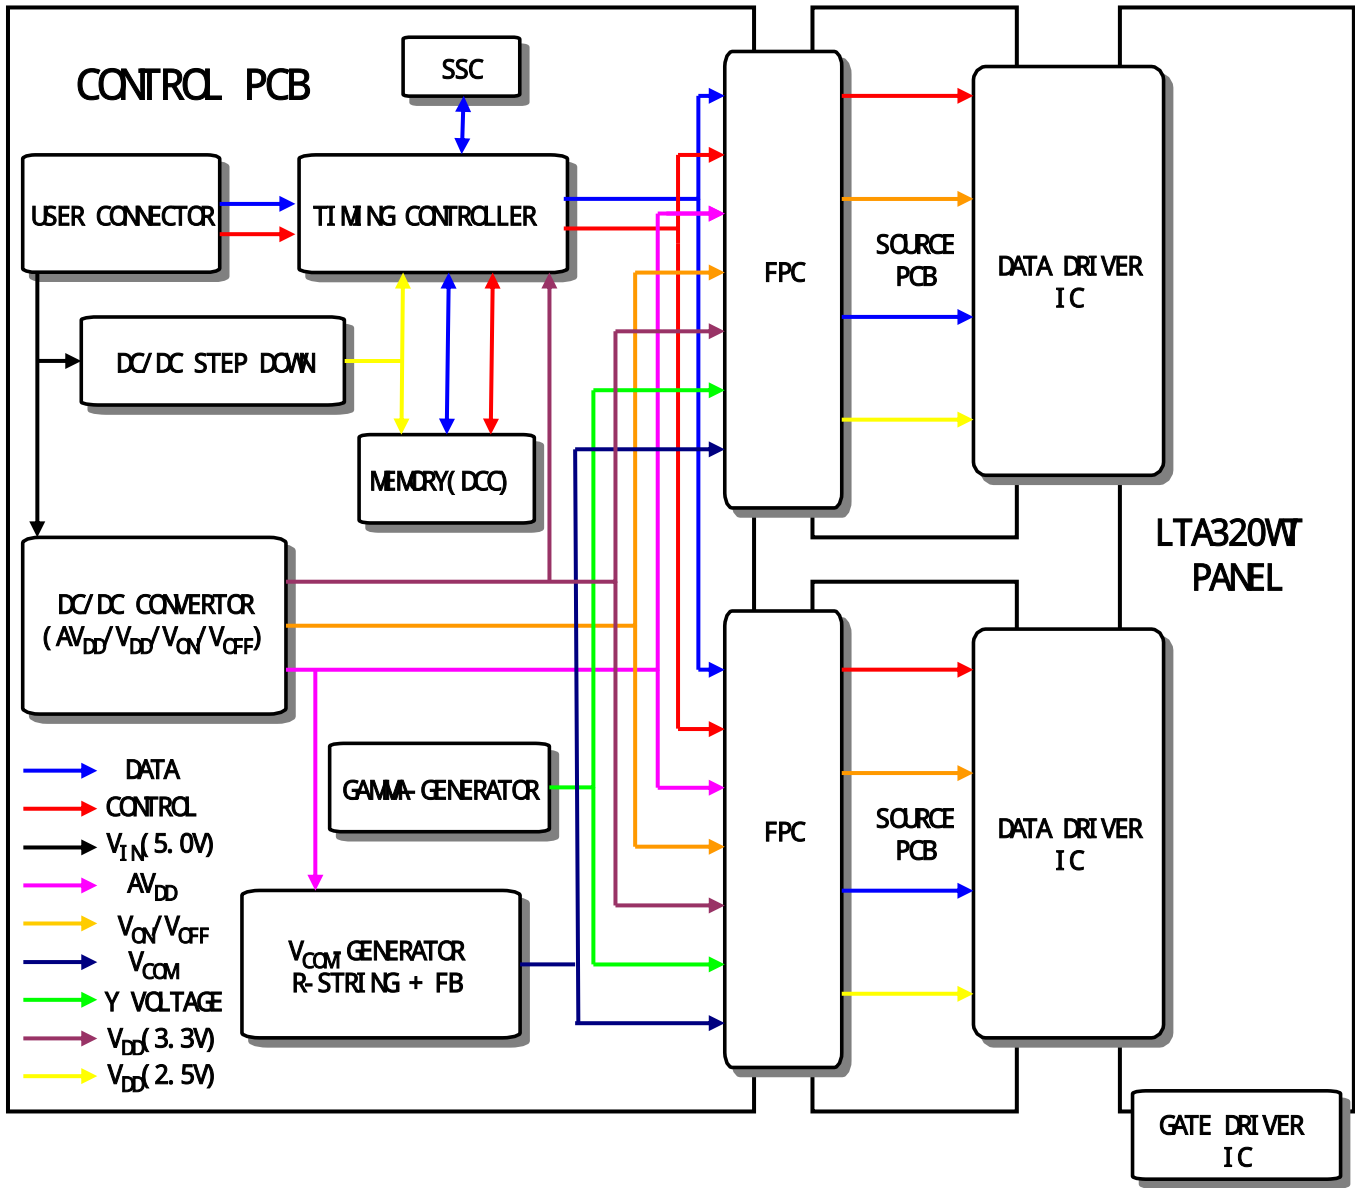 CONTROL PCB
SSC
USER CONNECTOR
TIMING CONTROLLER
DC/DC STEP DOWN
MEMORY(DCC)
DC/DC CONVERTOR
(AVDD/VDD/VON/VOFF)
GAMMA-GENERATOR
VCOM-GENERATOR
R-STRING + FB
DATA
CONTROL
VIN(5.0V)
AVDD
VON/VOFF
VCOM
Y VOLTAGE
VDD(3.3V)
VDD(2.5V)
FPC
SOURCE
PCB
DATA DRIVER
IC
FPC
SOURCE
PCB
DATA DRIVER
IC
LTA320WT
PANEL
GATE DRIVER
IC